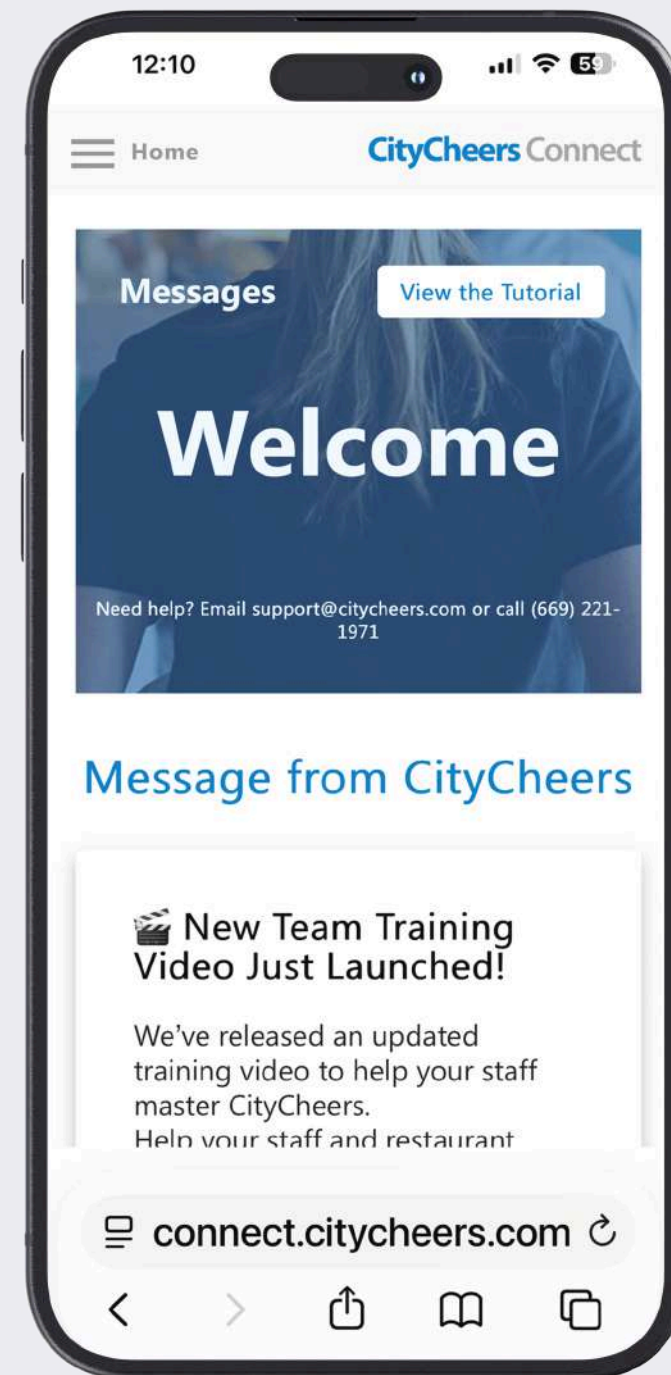 12:10
59
Home
CityCheers Connect
Messages
View the Tutorial
Welcome
Need help? Email support@citycheers.com or call (669) 221-
1971
Message from CityCheers
🎬 New Team Training
Video Just Launched!
We’ve released an updated
training video to help your staff
master CityCheers.
Help your staff and restaurant
connect.citycheers.com